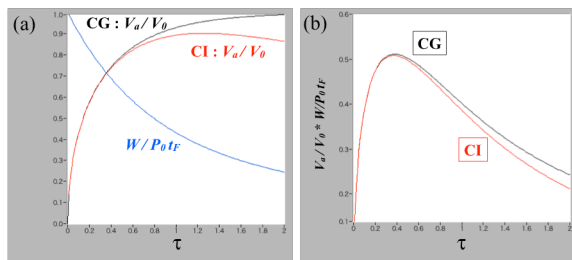 (a)
CG : Va / V0
CI : Va / V0
W / P0 tF
1.0
0.9
0.8
0.7
0.6
0.5
0.4
0.3
0.2
0.1
0.0
0 0.2 0.4 0.6 0.8 1 1.2 1.4 1.6 1.8 2
τ
(b)
CG
CI
Va / V0 * W/P0 tF
0.6
0.5
0.4
0.3
0.2
0.1
0 0.2 0.4 0.6 0.8 1 1.2 1.4 1.6 1.8 2
τ